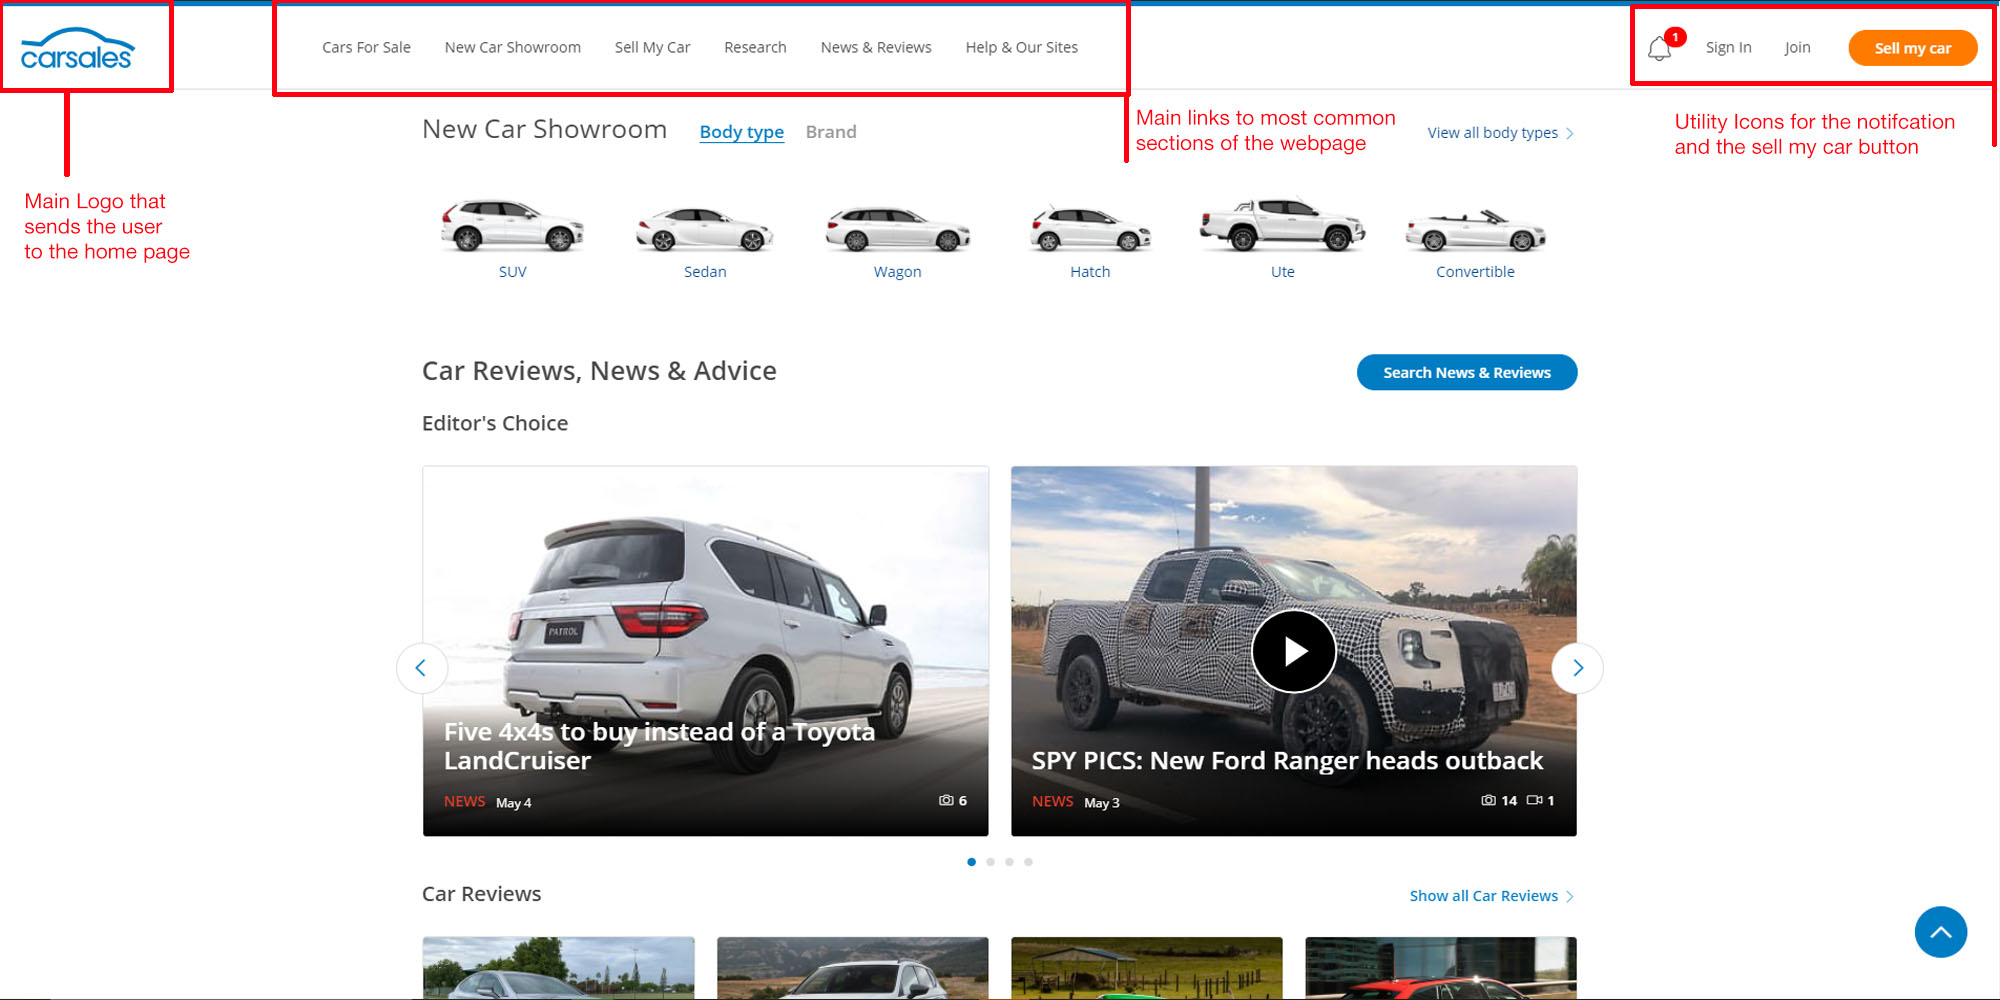 carsales
Cars For Sale New Car Showroom Sell My Car Research News & Reviews Help & Our Sites
1 Sign In Join Sell my car
Main Logo that
sends the user
to the home page
Main links to most common
sections of the webpage
Utility Icons for the notifcation
and the sell my car button
New Car Showroom Body type Brand View all body types
SUV Sedan Wagon Hatch Ute Convertible
Car Reviews, News & Advice Search News & Reviews
Editor's Choice
PATROL
Five 4x4s to buy instead of a Toyota
LandCruiser
NEWS May 4 6
SPY PICS: New Ford Ranger heads outback
NEWS May 3 14 1
Car Reviews Show all Car Reviews